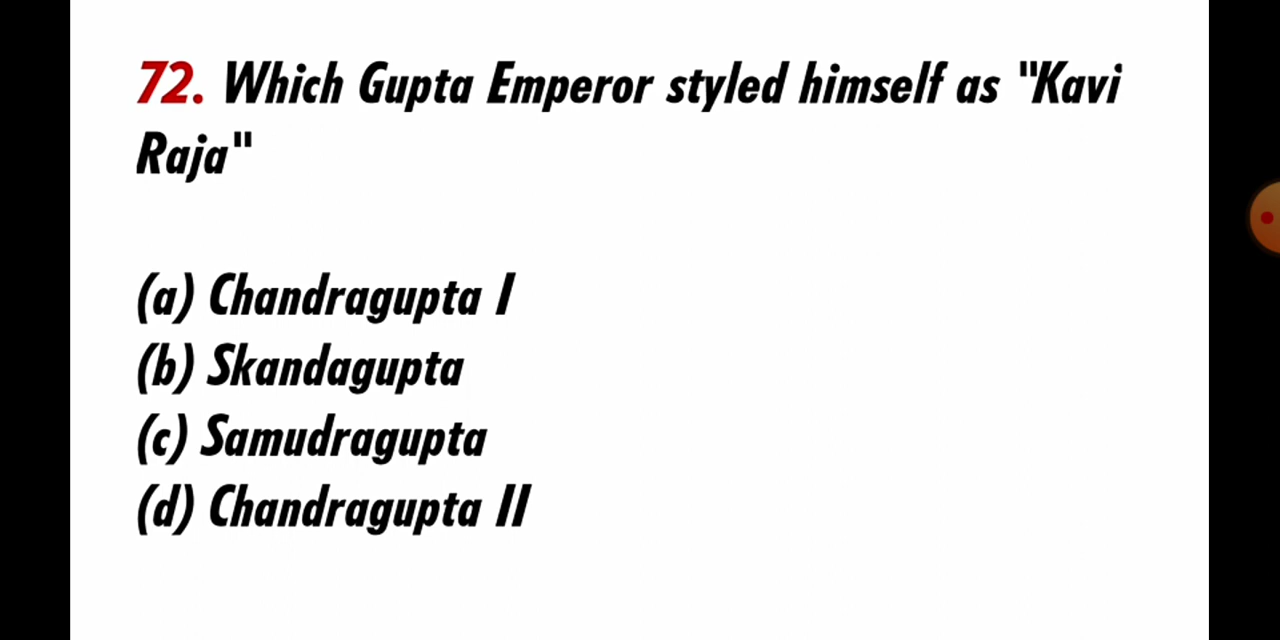 72. Which Gupta Emperor styled himself as "Kavi
Raja"
(a) Chandragupta I
(b) Skandagupta
(c) Samudragupta
(d) Chandragupta II